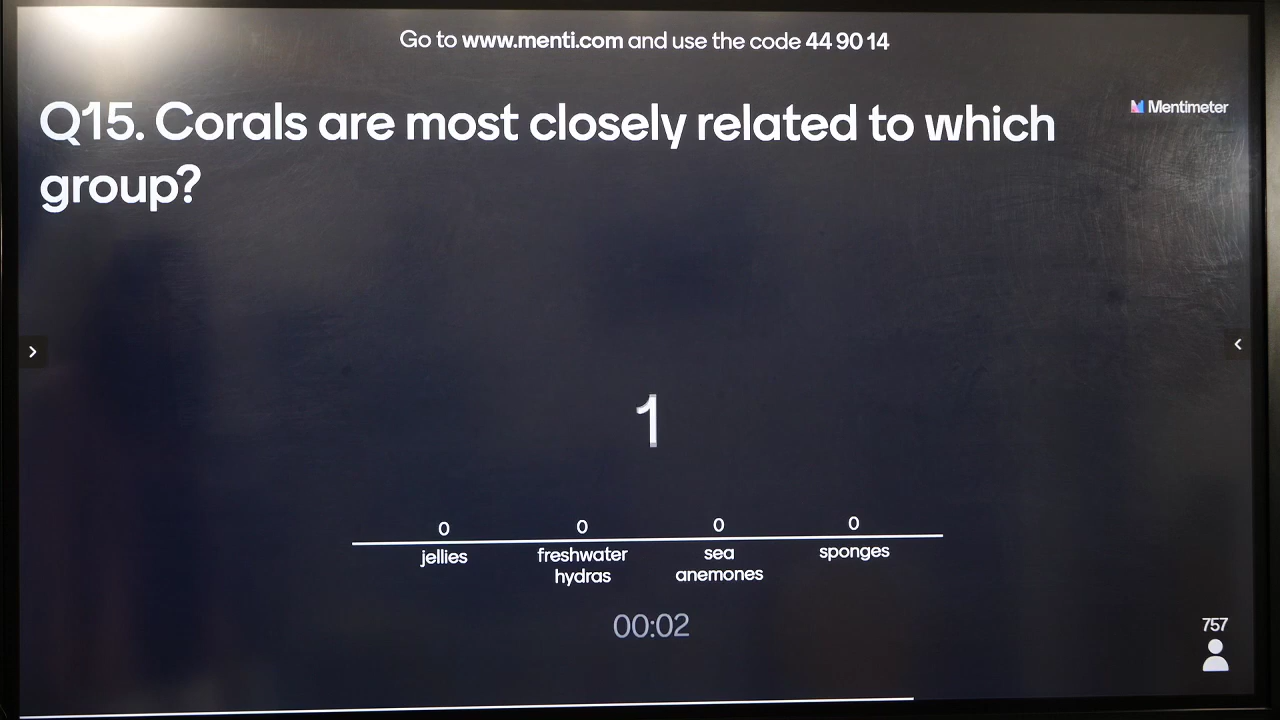 Go to www.menti.com and use the code 44 90 14
Mentimeter
Q15. Corals are most closely related to which
group?
1
0 0 0 0
jellies freshwater sea sponges
hydras anemones
00:02
757